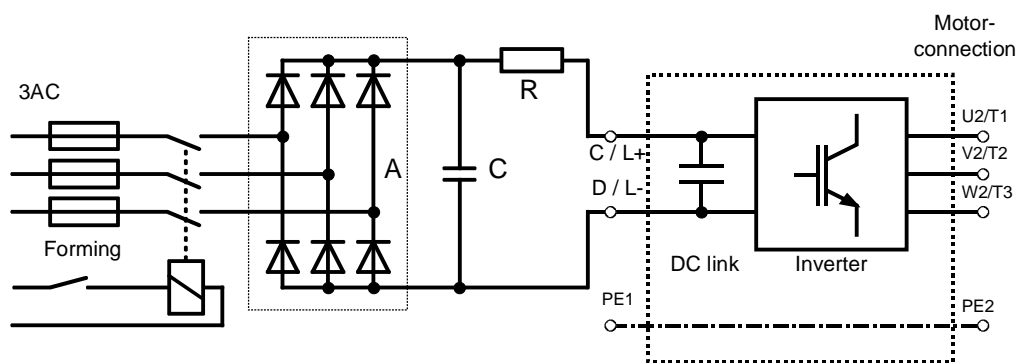 Motor-
connection
3AC
R
U2/T1
C / L+
V2/T2
A
C
D / L-
W2/T3
Forming
DC link
Inverter
PE1
PE2